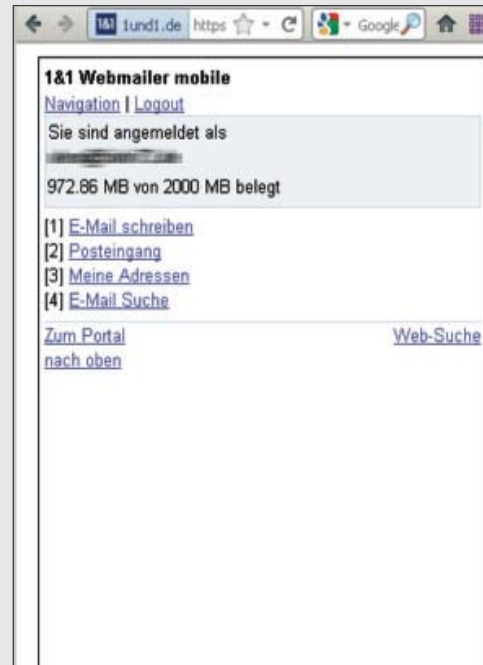 1&1 1und1.de https Google
1&1 Webmailer mobile
Navigation | Logout
Sie sind angemeldet als
972.86 MB von 2000 MB belegt
[1] E-Mail schreiben
[2] Posteingang
[3] Meine Adressen
[4] E-Mail Suche
Zum Portal Web-Suche
nach oben